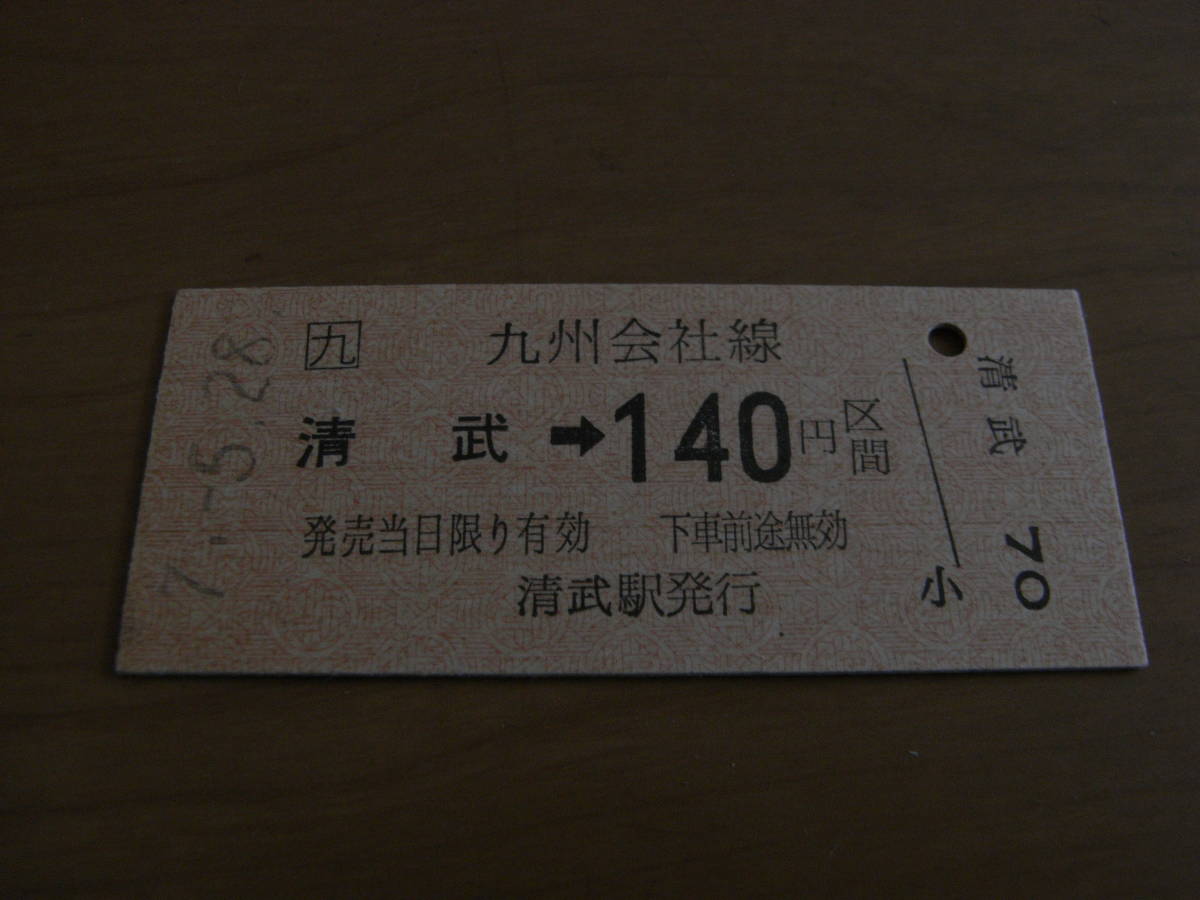 7.-5.28
九 九州会社線
清武➡140円区間
発売当日限り有効 下車前途無効
清武駅発行
小
清武 70